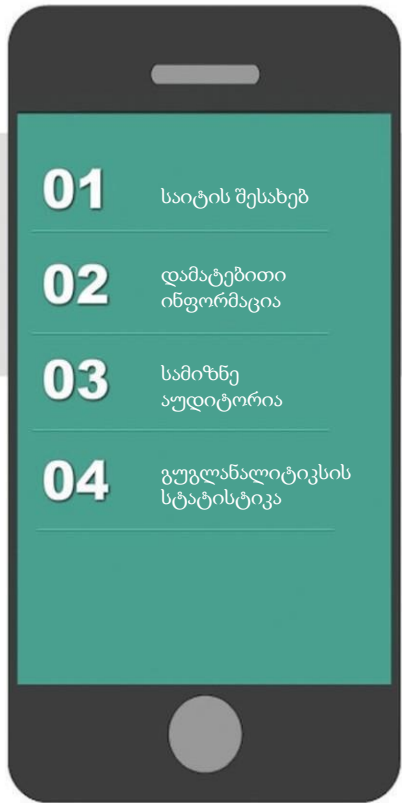 01 საიტის შესახებ
02 დამატებითი
ინფორმაცია
03 სამიზნე
აუდიტორია
04 გუგლანალიტიკსის
სტატისტიკა